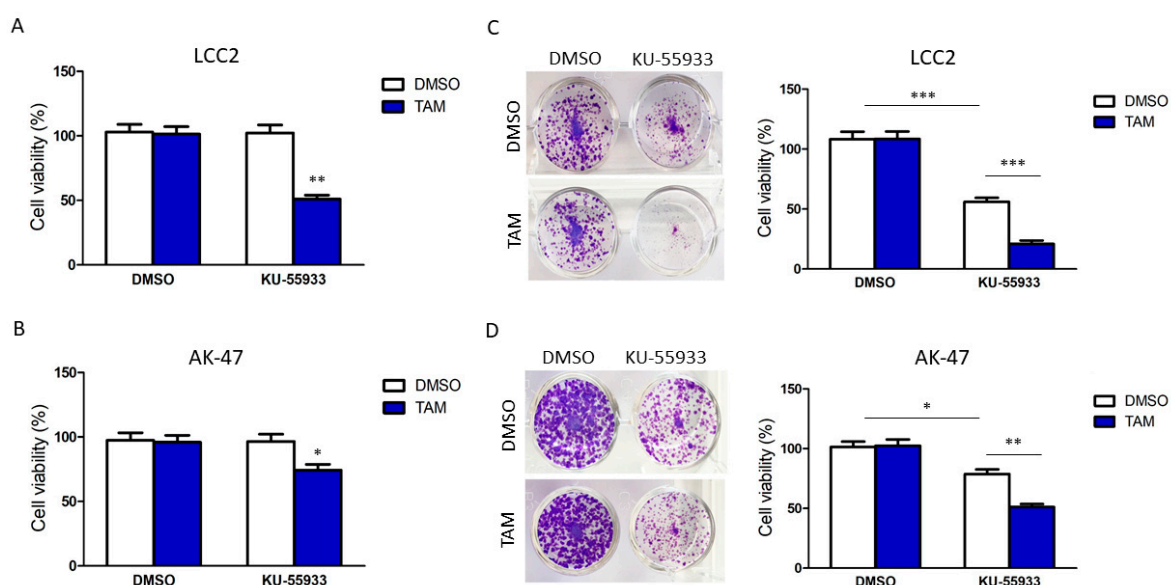 A
LCC2
150
100
50
0
Cell viability (%)
DMSO
KU-55933
**
DMSO
TAM
B
AK-47
150
100
50
0
Cell viability (%)
DMSO
KU-55933
*
DMSO
TAM
C
DMSO KU-55933
DMSO
TAM
LCC2
150
100
50
0
Cell viability (%)
***
***
DMSO
KU-55933
DMSO
TAM
D
DMSO KU-55933
DMSO
TAM
AK-47
150
100
50
0
Cell viability (%)
*
**
DMSO
KU-55933
DMSO
TAM